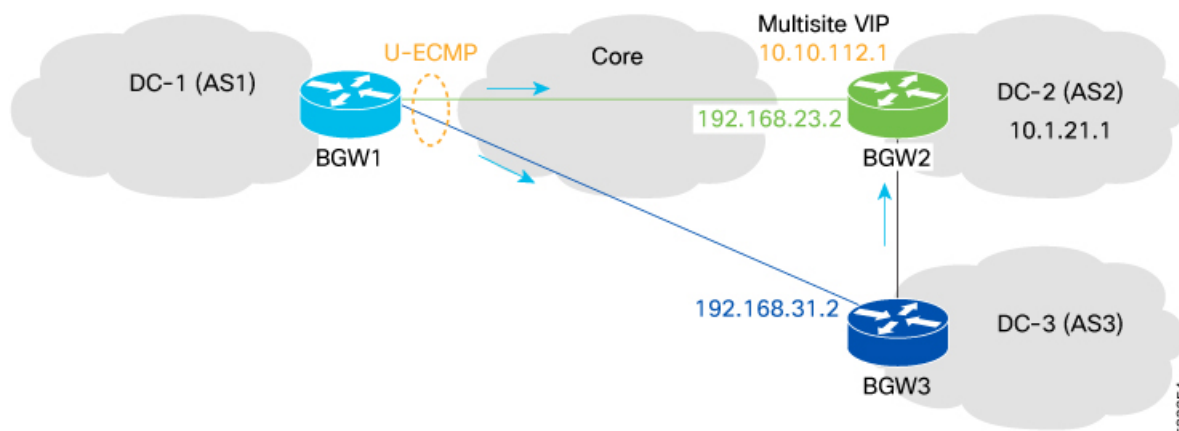 Multisite VIP
U-ECMP
10.10.112.1
Core
DC-1 (AS1)
DC-2 (AS2)
192.168.23.2
10.1.21.1
BGW1
BGW2
192.168.31.2
DC-3 (AS3)
BGW3